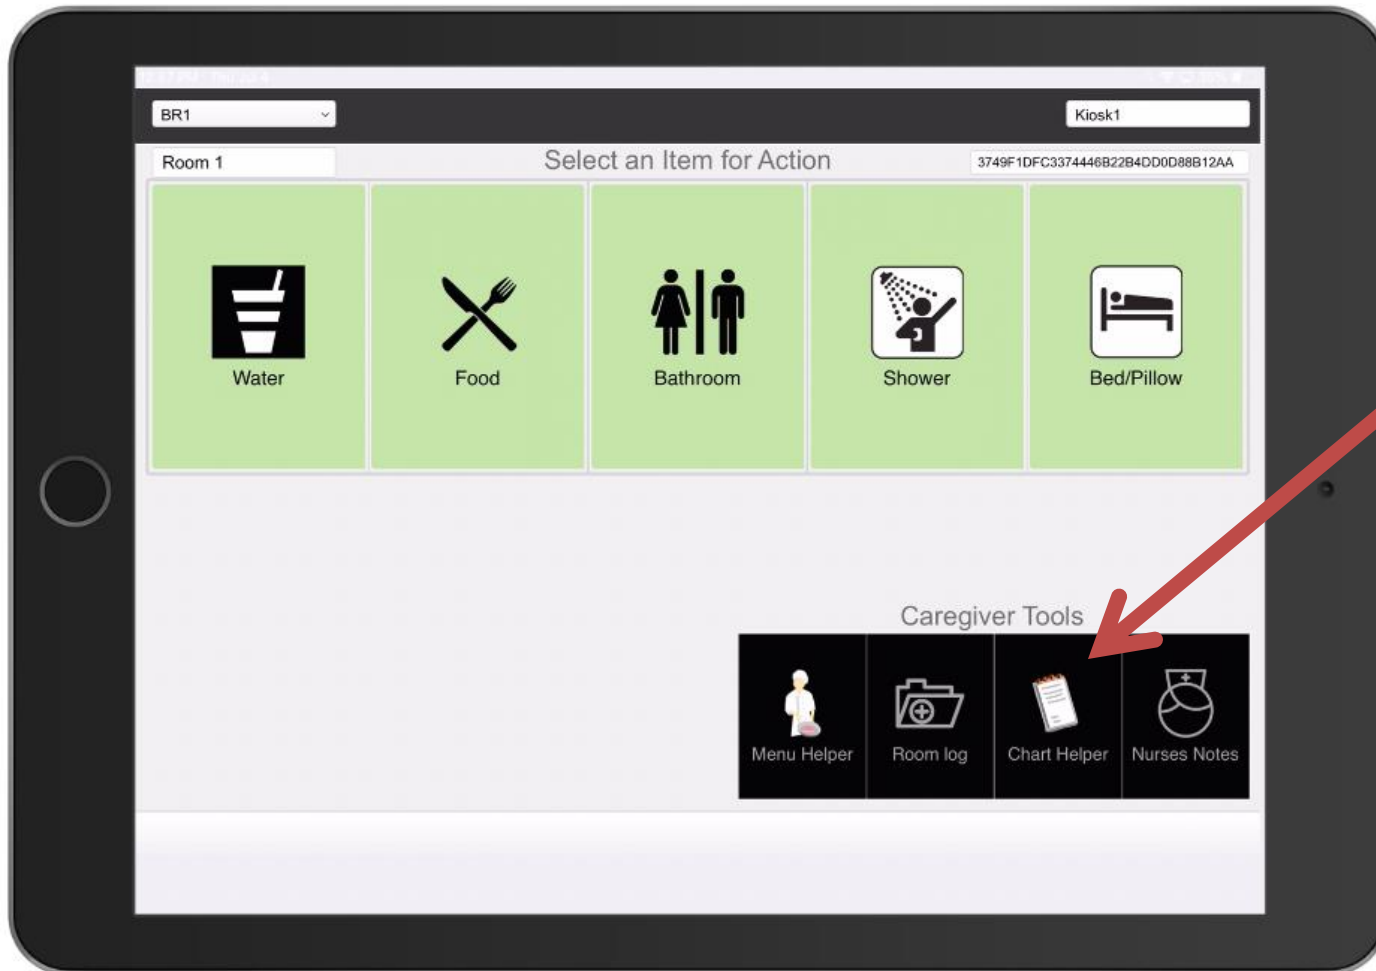 BR1
Kiosk1
Room 1
Select an Item for Action
3749F1DFC3374446B22B4DD0D88B12AA
Water
Food
Bathroom
Shower
Bed/Pillow
Caregiver Tools
Menu Helper
Room log
Chart Helper
Nurses Notes